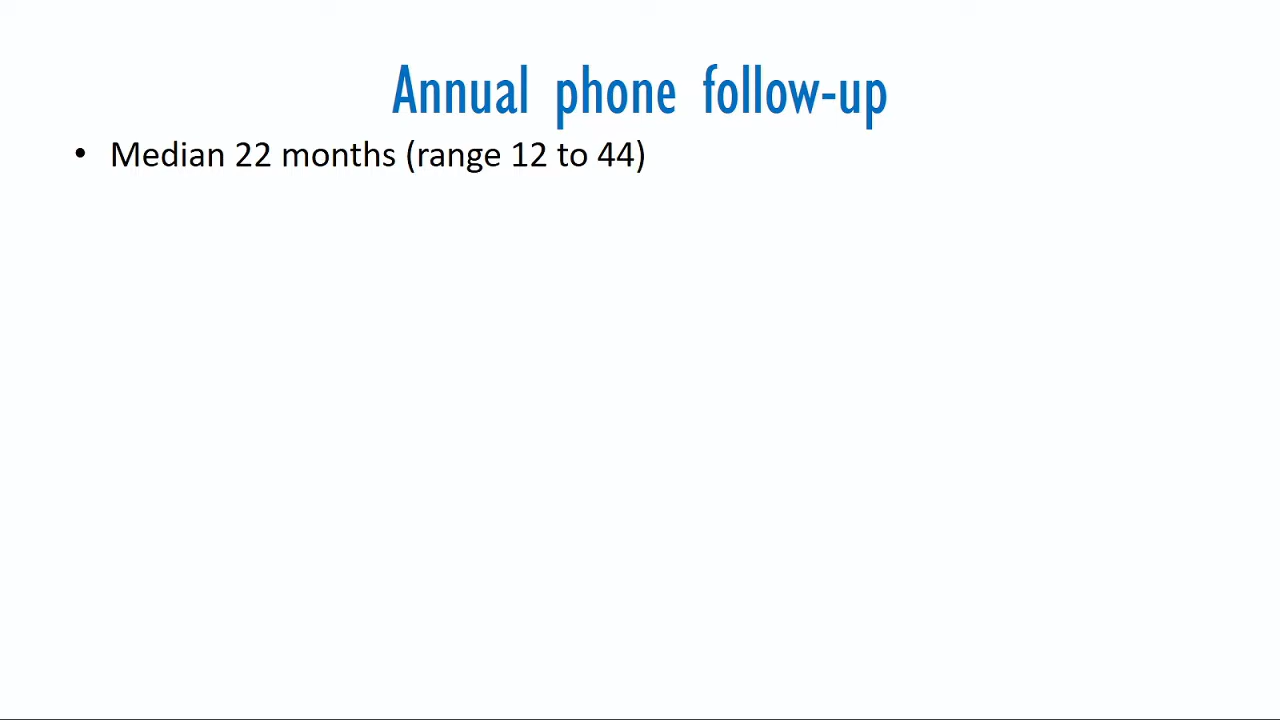 Annual phone follow-up
• Median 22 months (range 12 to 44)